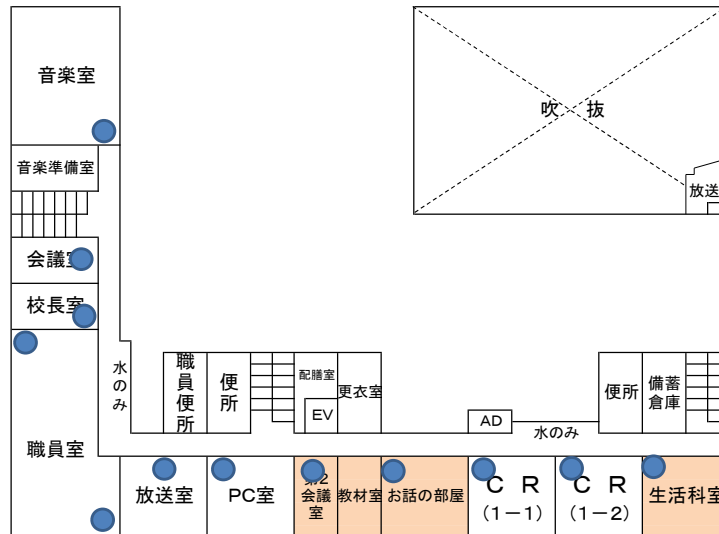 音楽室
吹 抜
音楽準備室
放送
会議室
校長室
水のみ
職員便所
便所
配膳室
EV
更衣室
AD
水のみ
便所
備蓄
倉庫
職員室
放送室
PC室
第2
会議
室
教材室
お話の部屋
C R
(1-1)
C R
(1-2)
生活科室